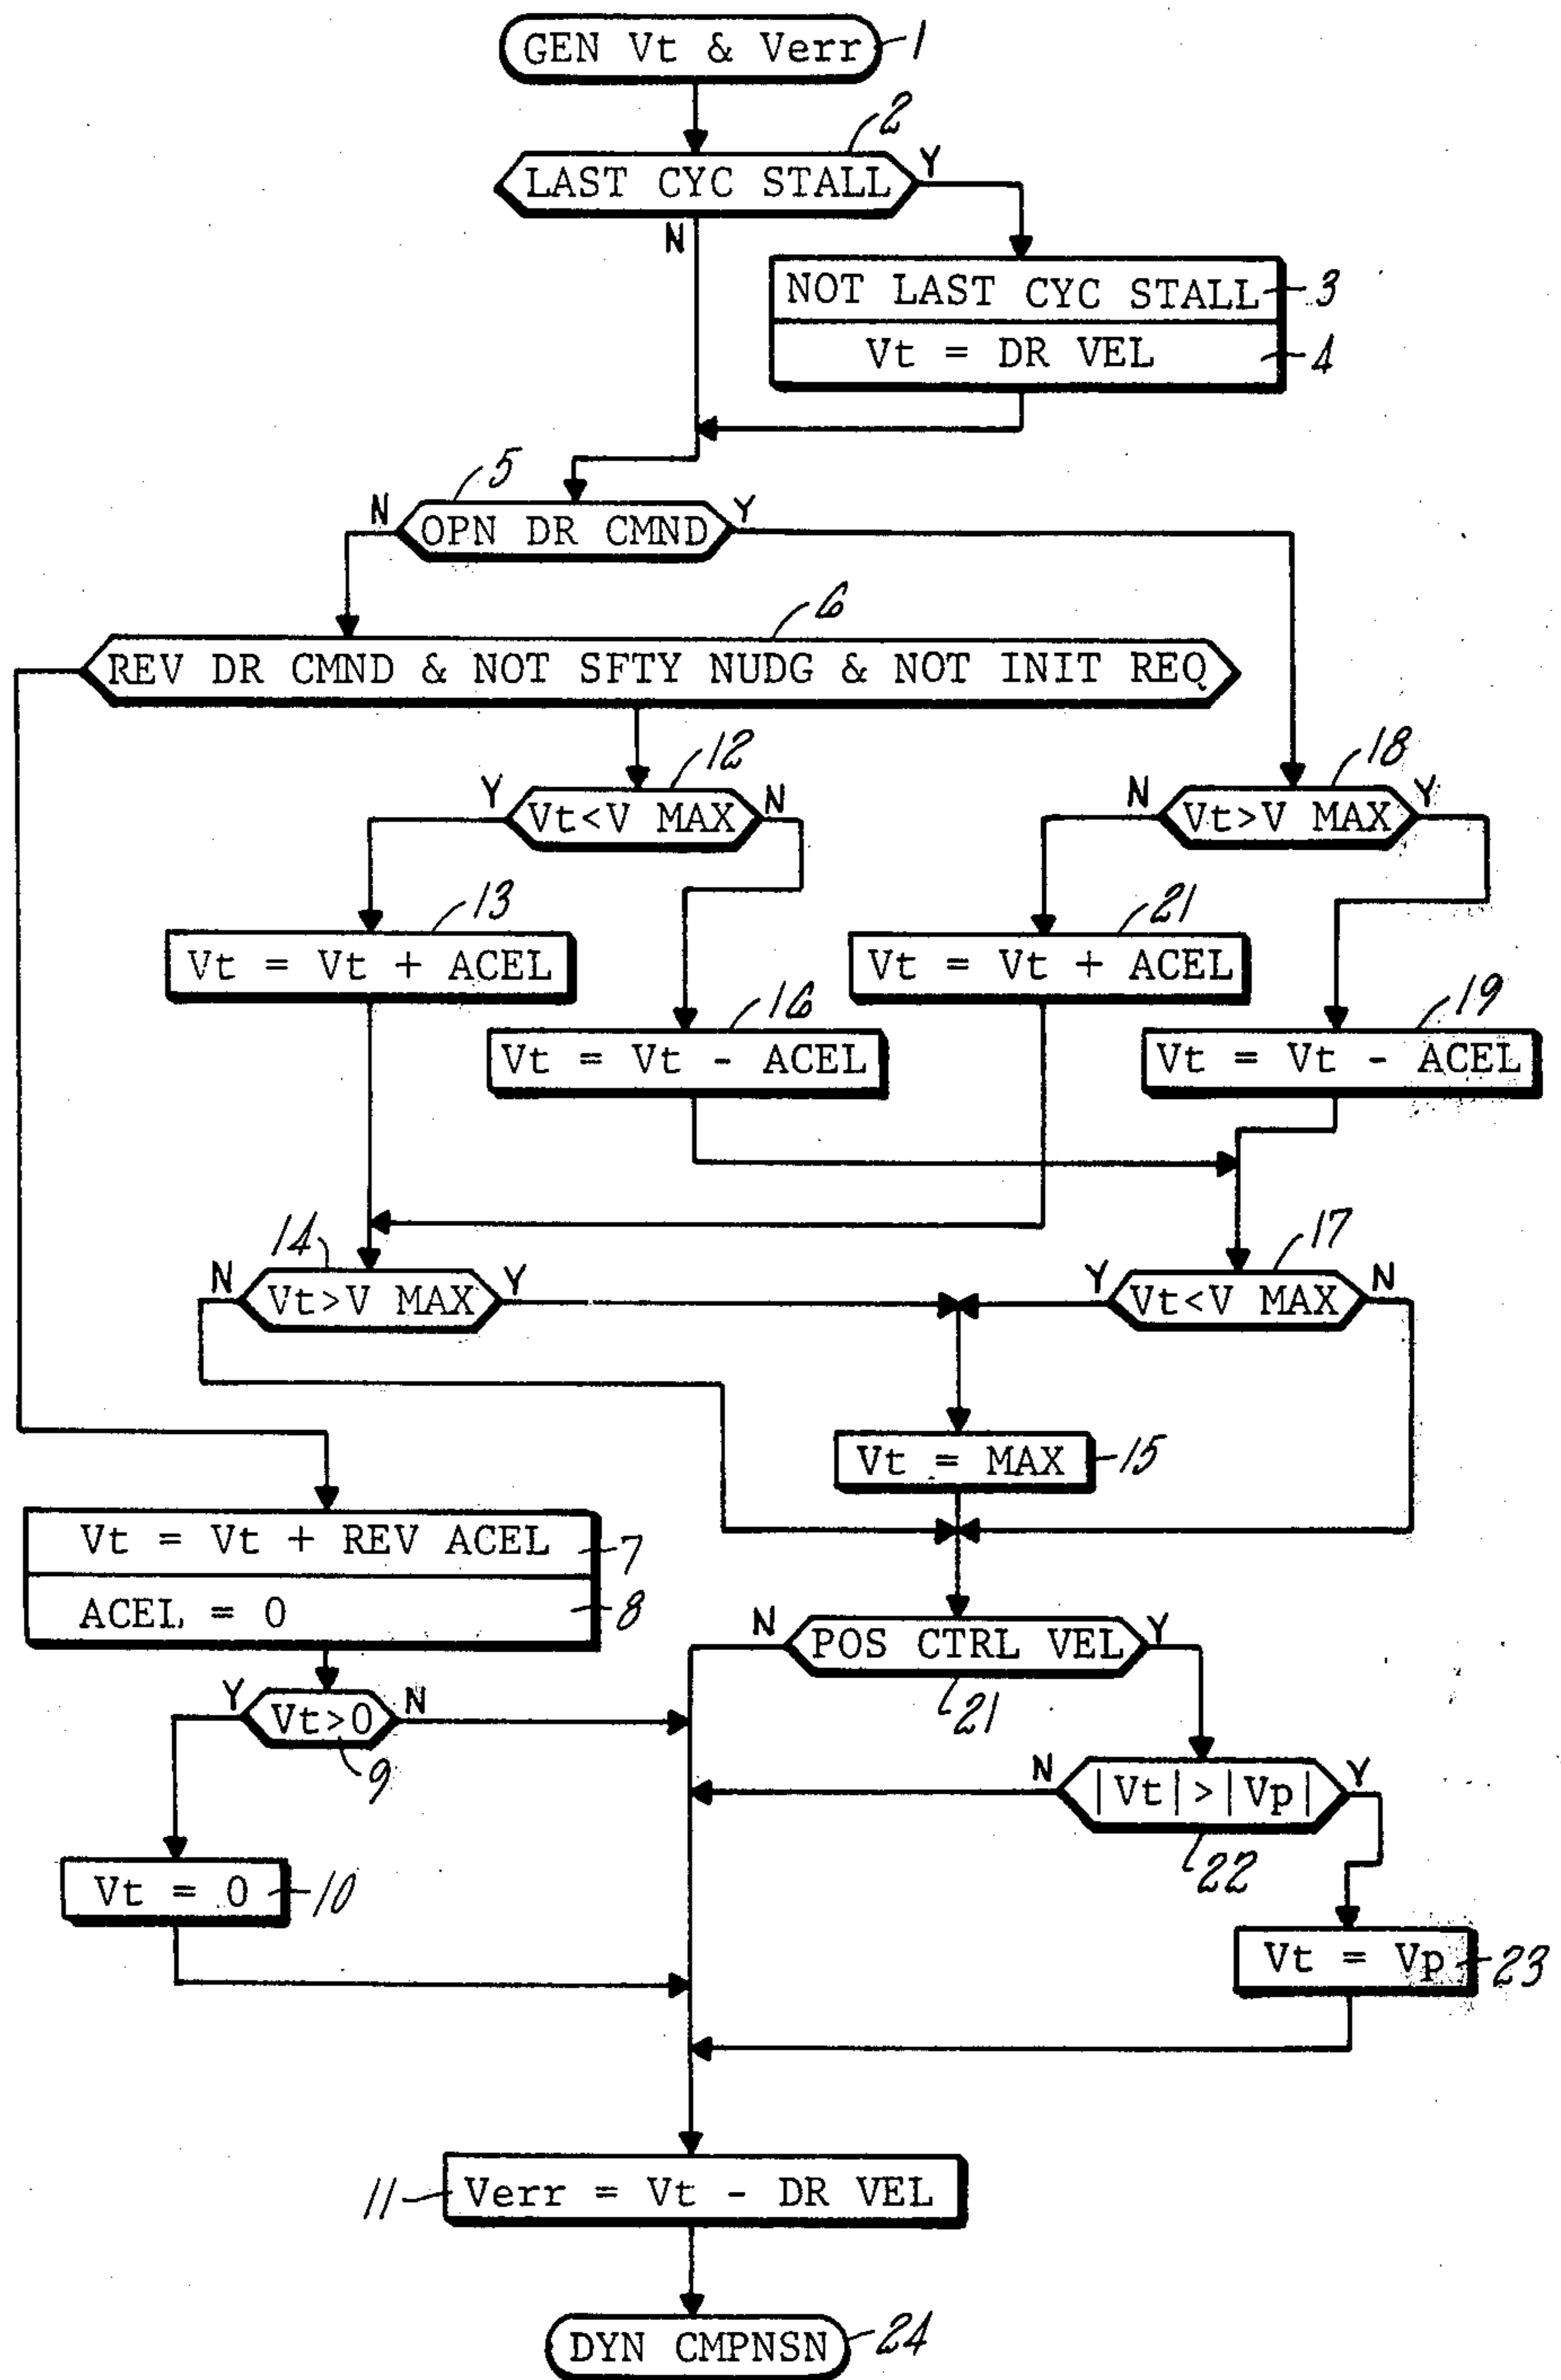 GEN Vt & Verr 1
2
LAST CYC STALL Y
N
NOT LAST CYC STALL 3
Vt = DR VEL 4
5
N OPN DR CMND Y
6
REV DR CMND & NOT SFTY NUDG & NOT INIT REQ
12
18
Y Vt<V MAX N
N Vt>V MAX Y
13
21
Vt = Vt + ACEL
Vt = Vt + ACEL
16
19
Vt = Vt - ACEL
Vt = Vt - ACEL
14
17
N Vt>V MAX Y
Y Vt<V MAX N
Vt = MAX 15
Vt = Vt + REV ACEL 7
ACEL = 0 8
N POS CTRL VEL Y
21
Y Vt>0 N
9
N |Vt|>|Vp| Y
22
Vt = 0 10
Vt = Vp 23
11 Verr = Vt - DR VEL
DYN CMPNSN 24